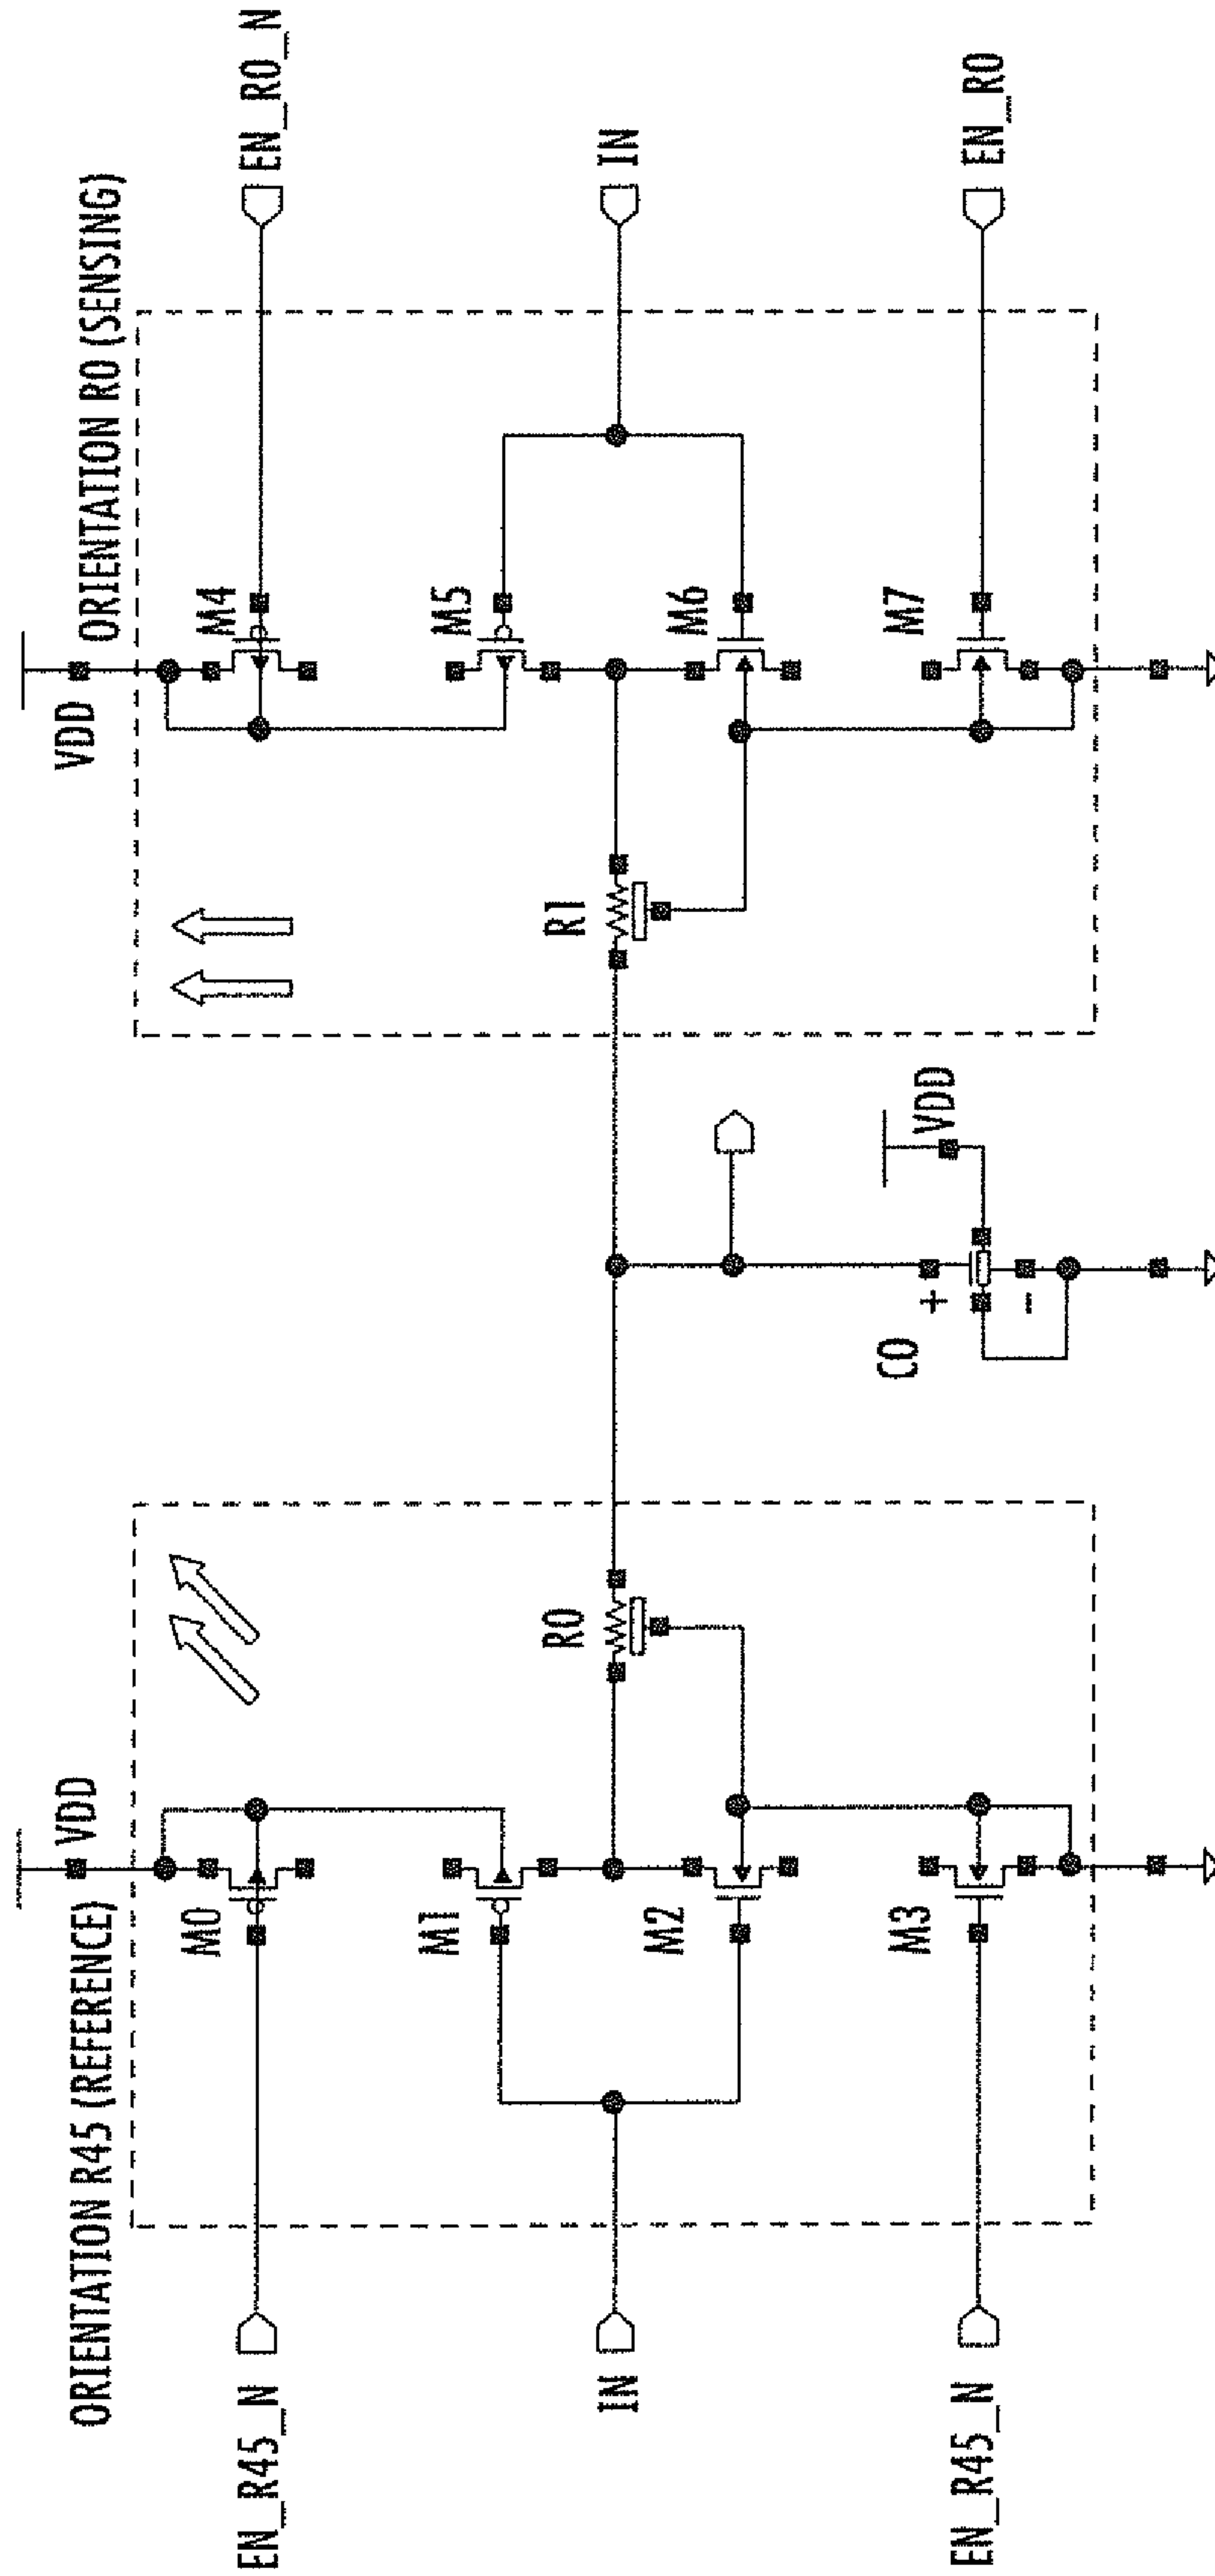 ORIENTATION R45 (REFERENCE)
VDD
VDD
ORIENTATION R0 (SENSING)
EN_R45_N
M0
M4
EN_R0_N
M1
M5
R0
R1
IN
IN
M2
M6
M3
M7
EN_R45_N
EN_R0
C0
+
-
VDD